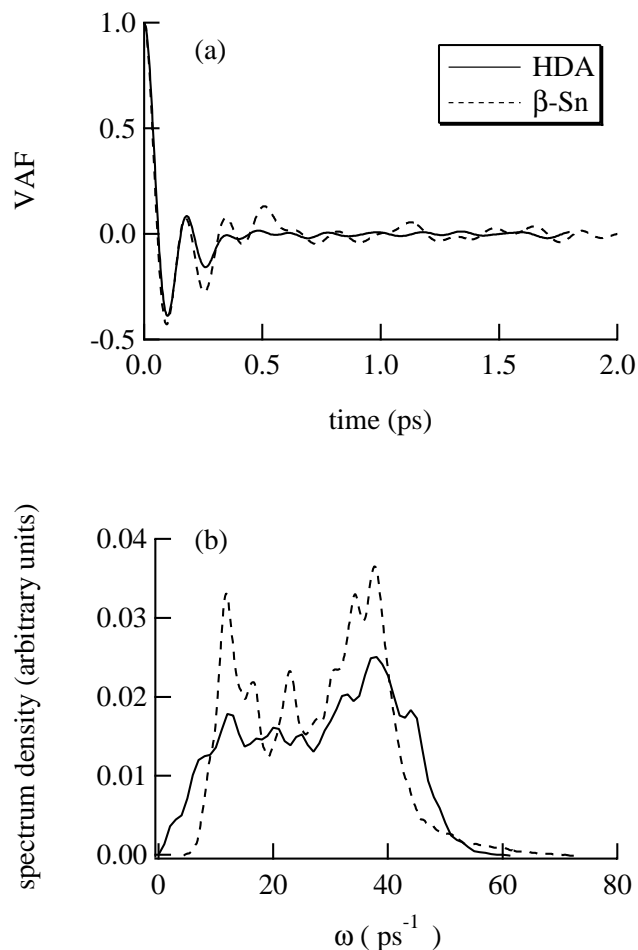 1.0
(a)
HDA
β-Sn
0.5
VAF
0.0
-0.5
0.0 0.5 1.0 1.5 2.0
time (ps)
0.04
(b)
0.03
spectrum density (arbitrary units)
0.02
0.01
0.00
0 20 40 60 80
ω ( ps⁻¹)